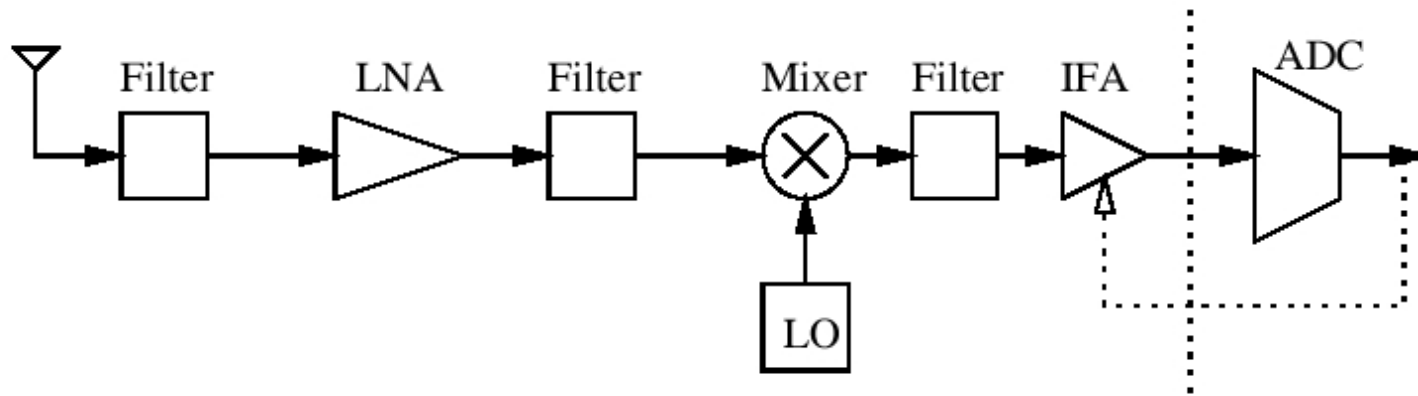 Filter
LNA
Filter
Mixer
Filter
IFA
ADC
LO